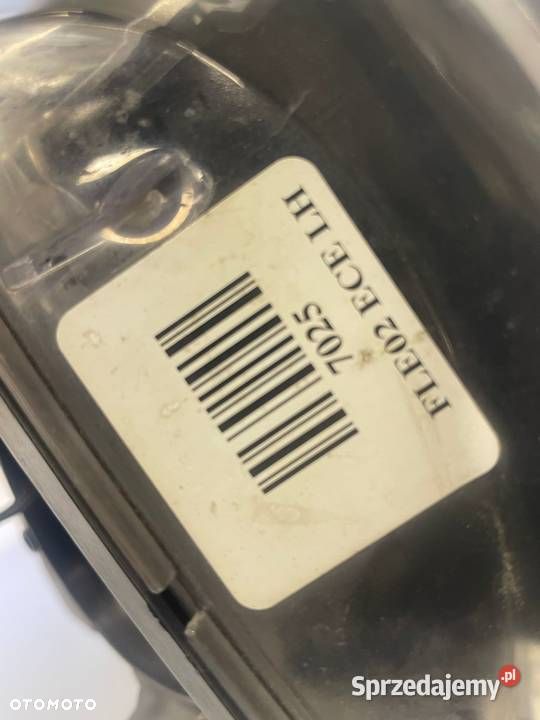 FLE02 ECE LH
7025
OTOMOTO
Sprzedajemy.pl